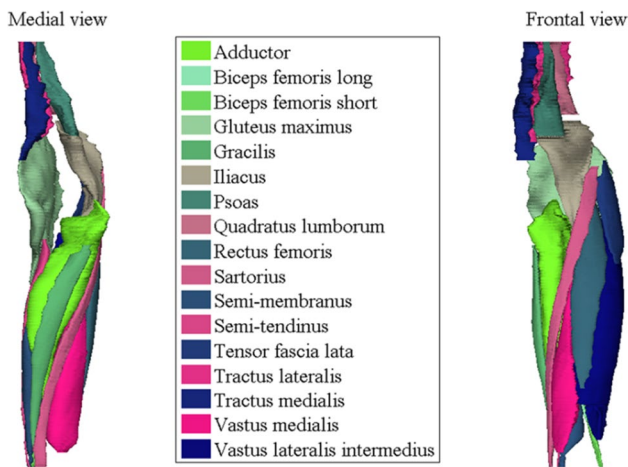 Medial view
Frontal view
Adductor
Biceps femoris long
Biceps femoris short
Gluteus maximus
Gracilis
Iliacus
Psoas
Quadratus lumborum
Rectus femoris
Sartorius
Semi-membranus
Semi-tendinus
Tensor fascia lata
Tractus lateralis
Tractus medialis
Vastus medialis
Vastus lateralis intermedius